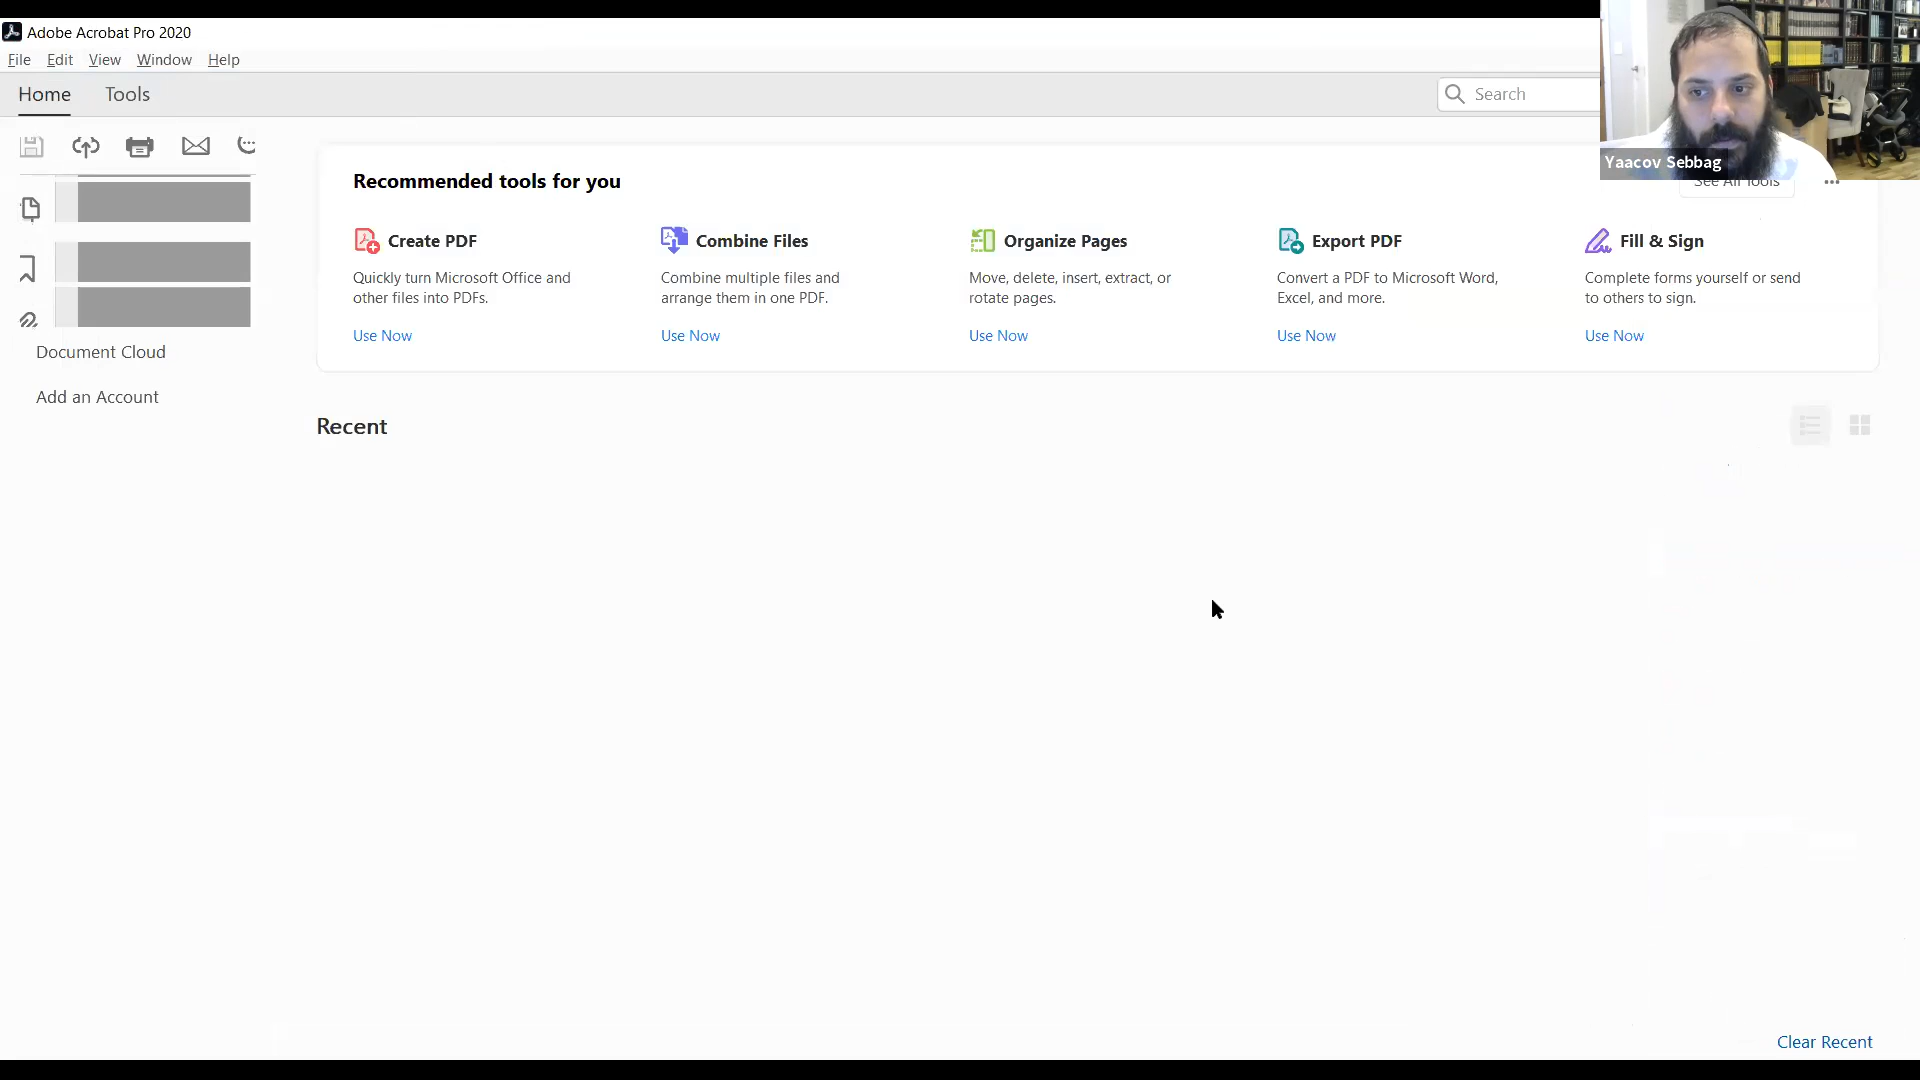 Adobe Acrobat Pro 2020
File Edit View Window Help
Home Tools
Search
Yaacov Sebbag
Recommended tools for you
See All Tools
Create PDF
Quickly turn Microsoft Office and
other files into PDFs.
Use Now
Combine Files
Combine multiple files and
arrange them in one PDF.
Use Now
Organize Pages
Move, delete, insert, extract, or
rotate pages.
Use Now
Export PDF
Convert a PDF to Microsoft Word,
Excel, and more.
Use Now
Fill & Sign
Complete forms yourself or send
to others to sign.
Use Now
Document Cloud
Add an Account
Recent
Clear Recent